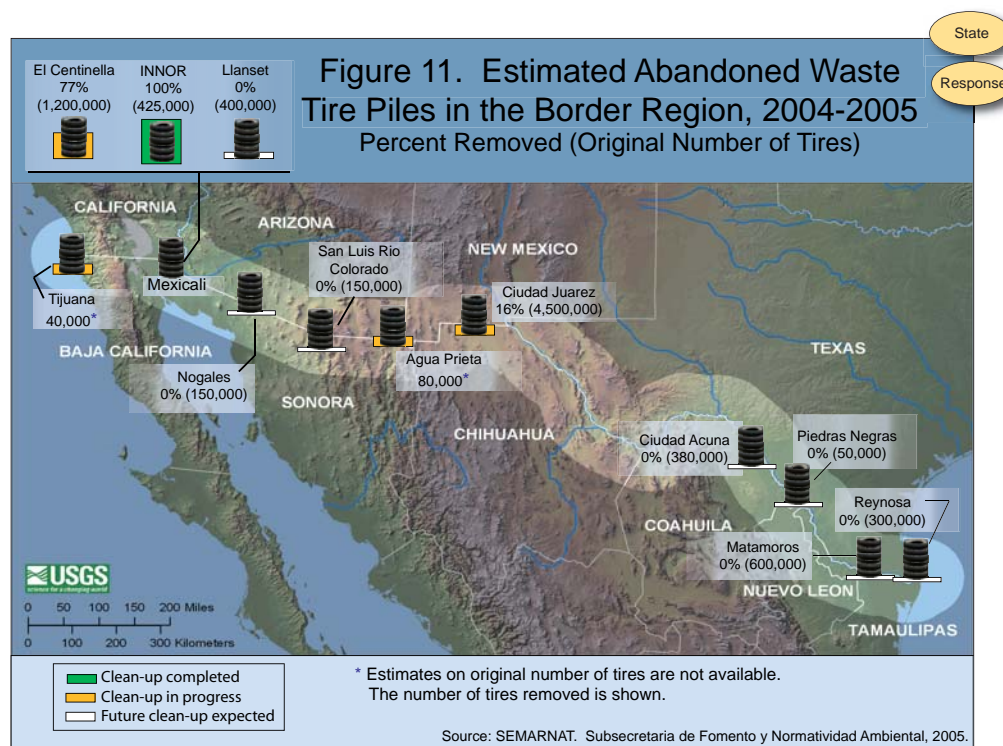 State
Response
Figure 11. Estimated Abandoned Waste
Tire Piles in the Border Region, 2004-2005
Percent Removed (Original Number of Tires)
El Centinella
77%
(1,200,000)
INNOR
100%
(425,000)
Llanset
0%
(400,000)
CALIFORNIA
ARIZONA
NEW MEXICO
TEXAS
BAJA CALIFORNIA
SONORA
CHIHUAHUA
COAHUILA
NUEVO LEON
TAMAULIPAS
Tijuana
40,000*
Mexicali
Nogales
0% (150,000)
San Luis Rio
Colorado
0% (150,000)
Agua Prieta
80,000*
Ciudad Juarez
16% (4,500,000)
Ciudad Acuna
0% (380,000)
Piedras Negras
0% (50,000)
Reynosa
0% (300,000)
Matamoros
0% (600,000)
USGS
science for a changing world
0 50 100 150 200 Miles
0 100 200 300 Kilometers
Clean-up completed
Clean-up in progress
Future clean-up expected
* Estimates on original number of tires are not available.
The number of tires removed is shown.
Source: SEMARNAT. Subsecretaria de Fomento y Normatividad Ambiental, 2005.